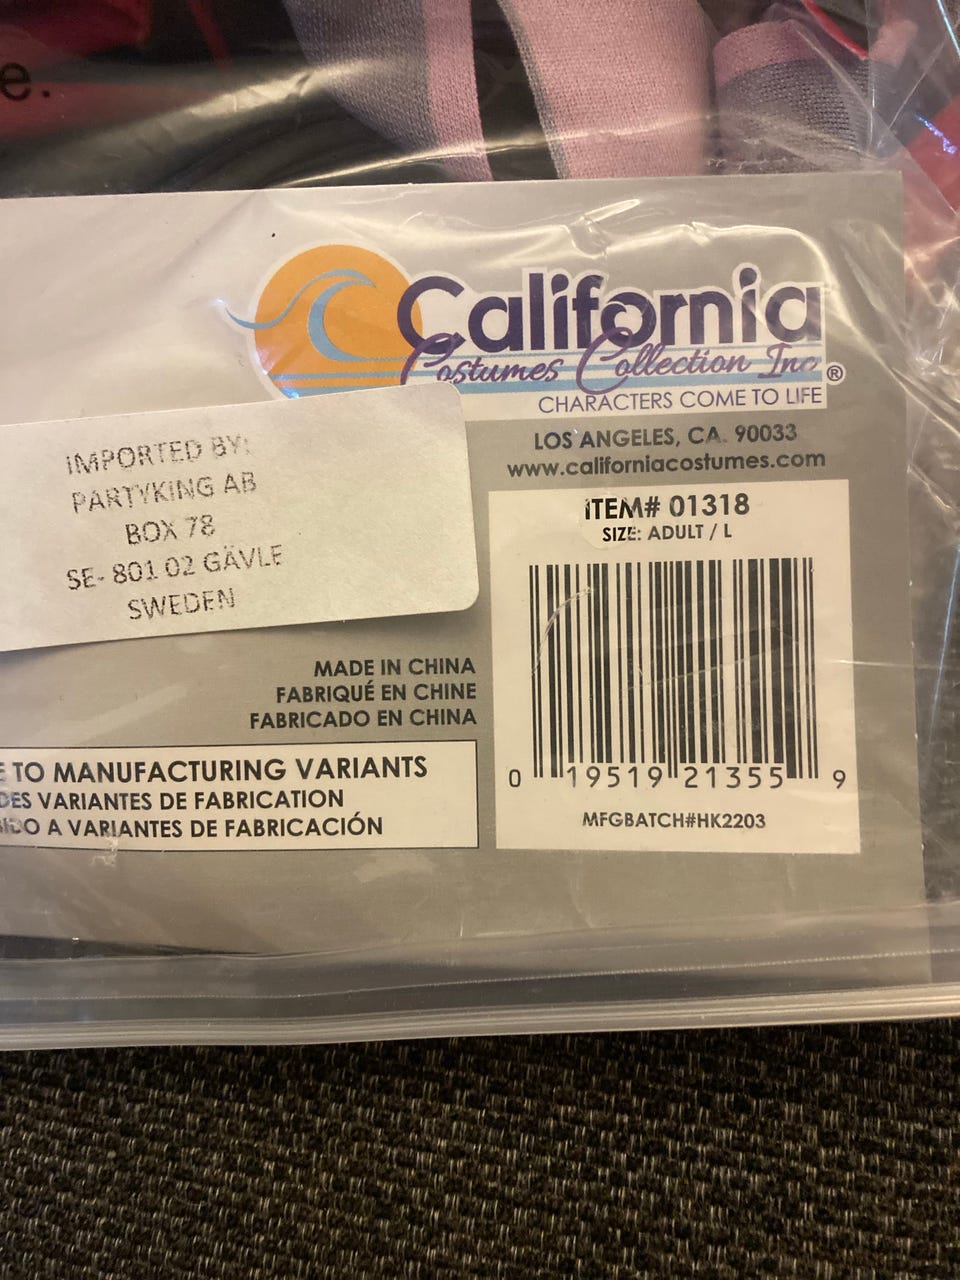 e.
California
Costumes Collection Inc
®
CHARACTERS COME TO LIFE
LOS ANGELES, CA. 90033
www.californiacostumes.com
IMPORTED BY:
PARTYKING AB
BOX 78
SE- 801 02 GÄVLE
SWEDEN
ITEM# 01318
SIZE: ADULT / L
0 19519 21355 9
MFGBATCH#HK2203
MADE IN CHINA
FABRIQUÉ EN CHINE
FABRICADO EN CHINA
TO MANUFACTURING VARIANTS
DES VARIANTES DE FABRICATION
A VARIANTES DE FABRICACIÓN